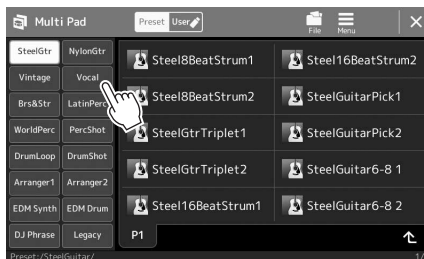 Multi Pad
Preset User
File Menu
SteelGtr NylonGtr
Vintage Vocal
Brs&Str LatinPerc
WorldPerc PercShot
DrumLoop DrumShot
Arranger1 Arranger2
EDM Synth EDM Drum
DJ Phrase Legacy
Steel8BeatStrum1 Steel16BeatStrum2
Steel8BeatStrum2 SteelGuitarPick1
SteelGtrTriplet1 SteelGuitarPick2
SteelGtrTriplet2 SteelGuitar6-8 1
Steel16BeatStrum1 SteelGuitar6-8 2
P1
Preset:/SteelGuitar/